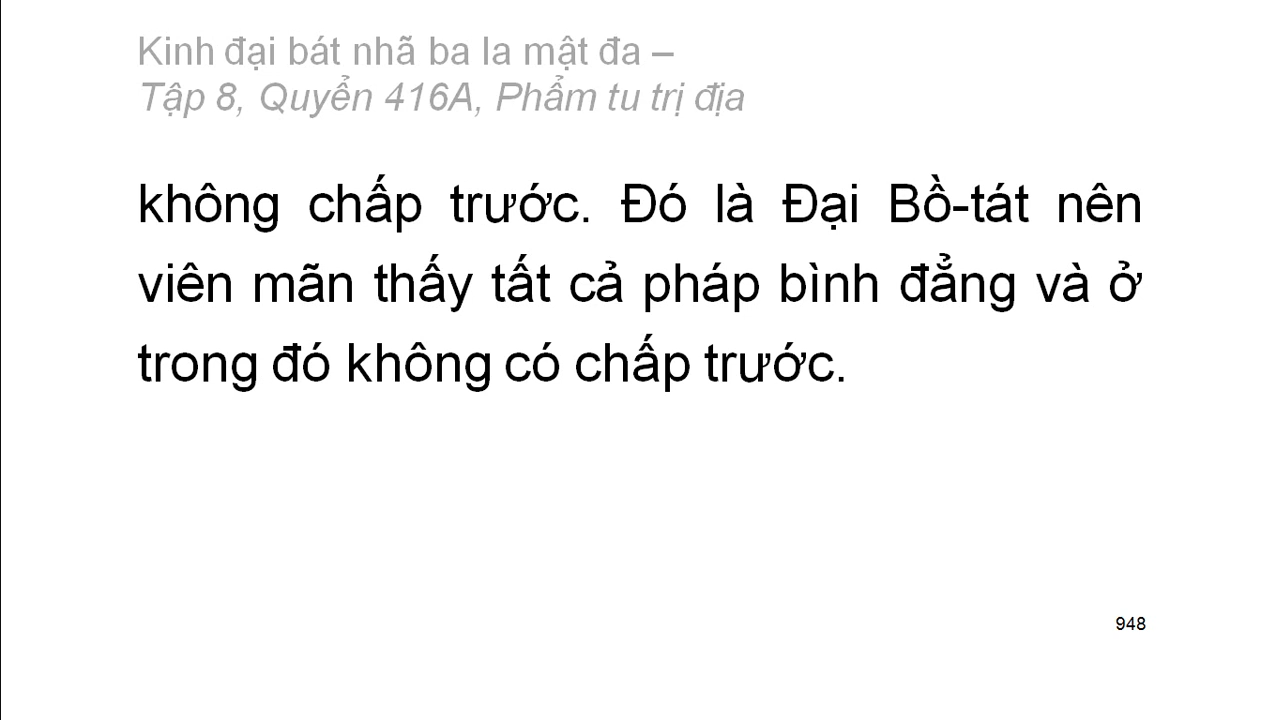 Kinh đại bát nhã ba la mật đa –
Tập 8, Quyển 416A, Phẩm tu trị địa
không chấp trước. Đó là Đại Bồ-tát nên
viên mãn thấy tất cả pháp bình đẳng và ở
trong đó không có chấp trước.
948